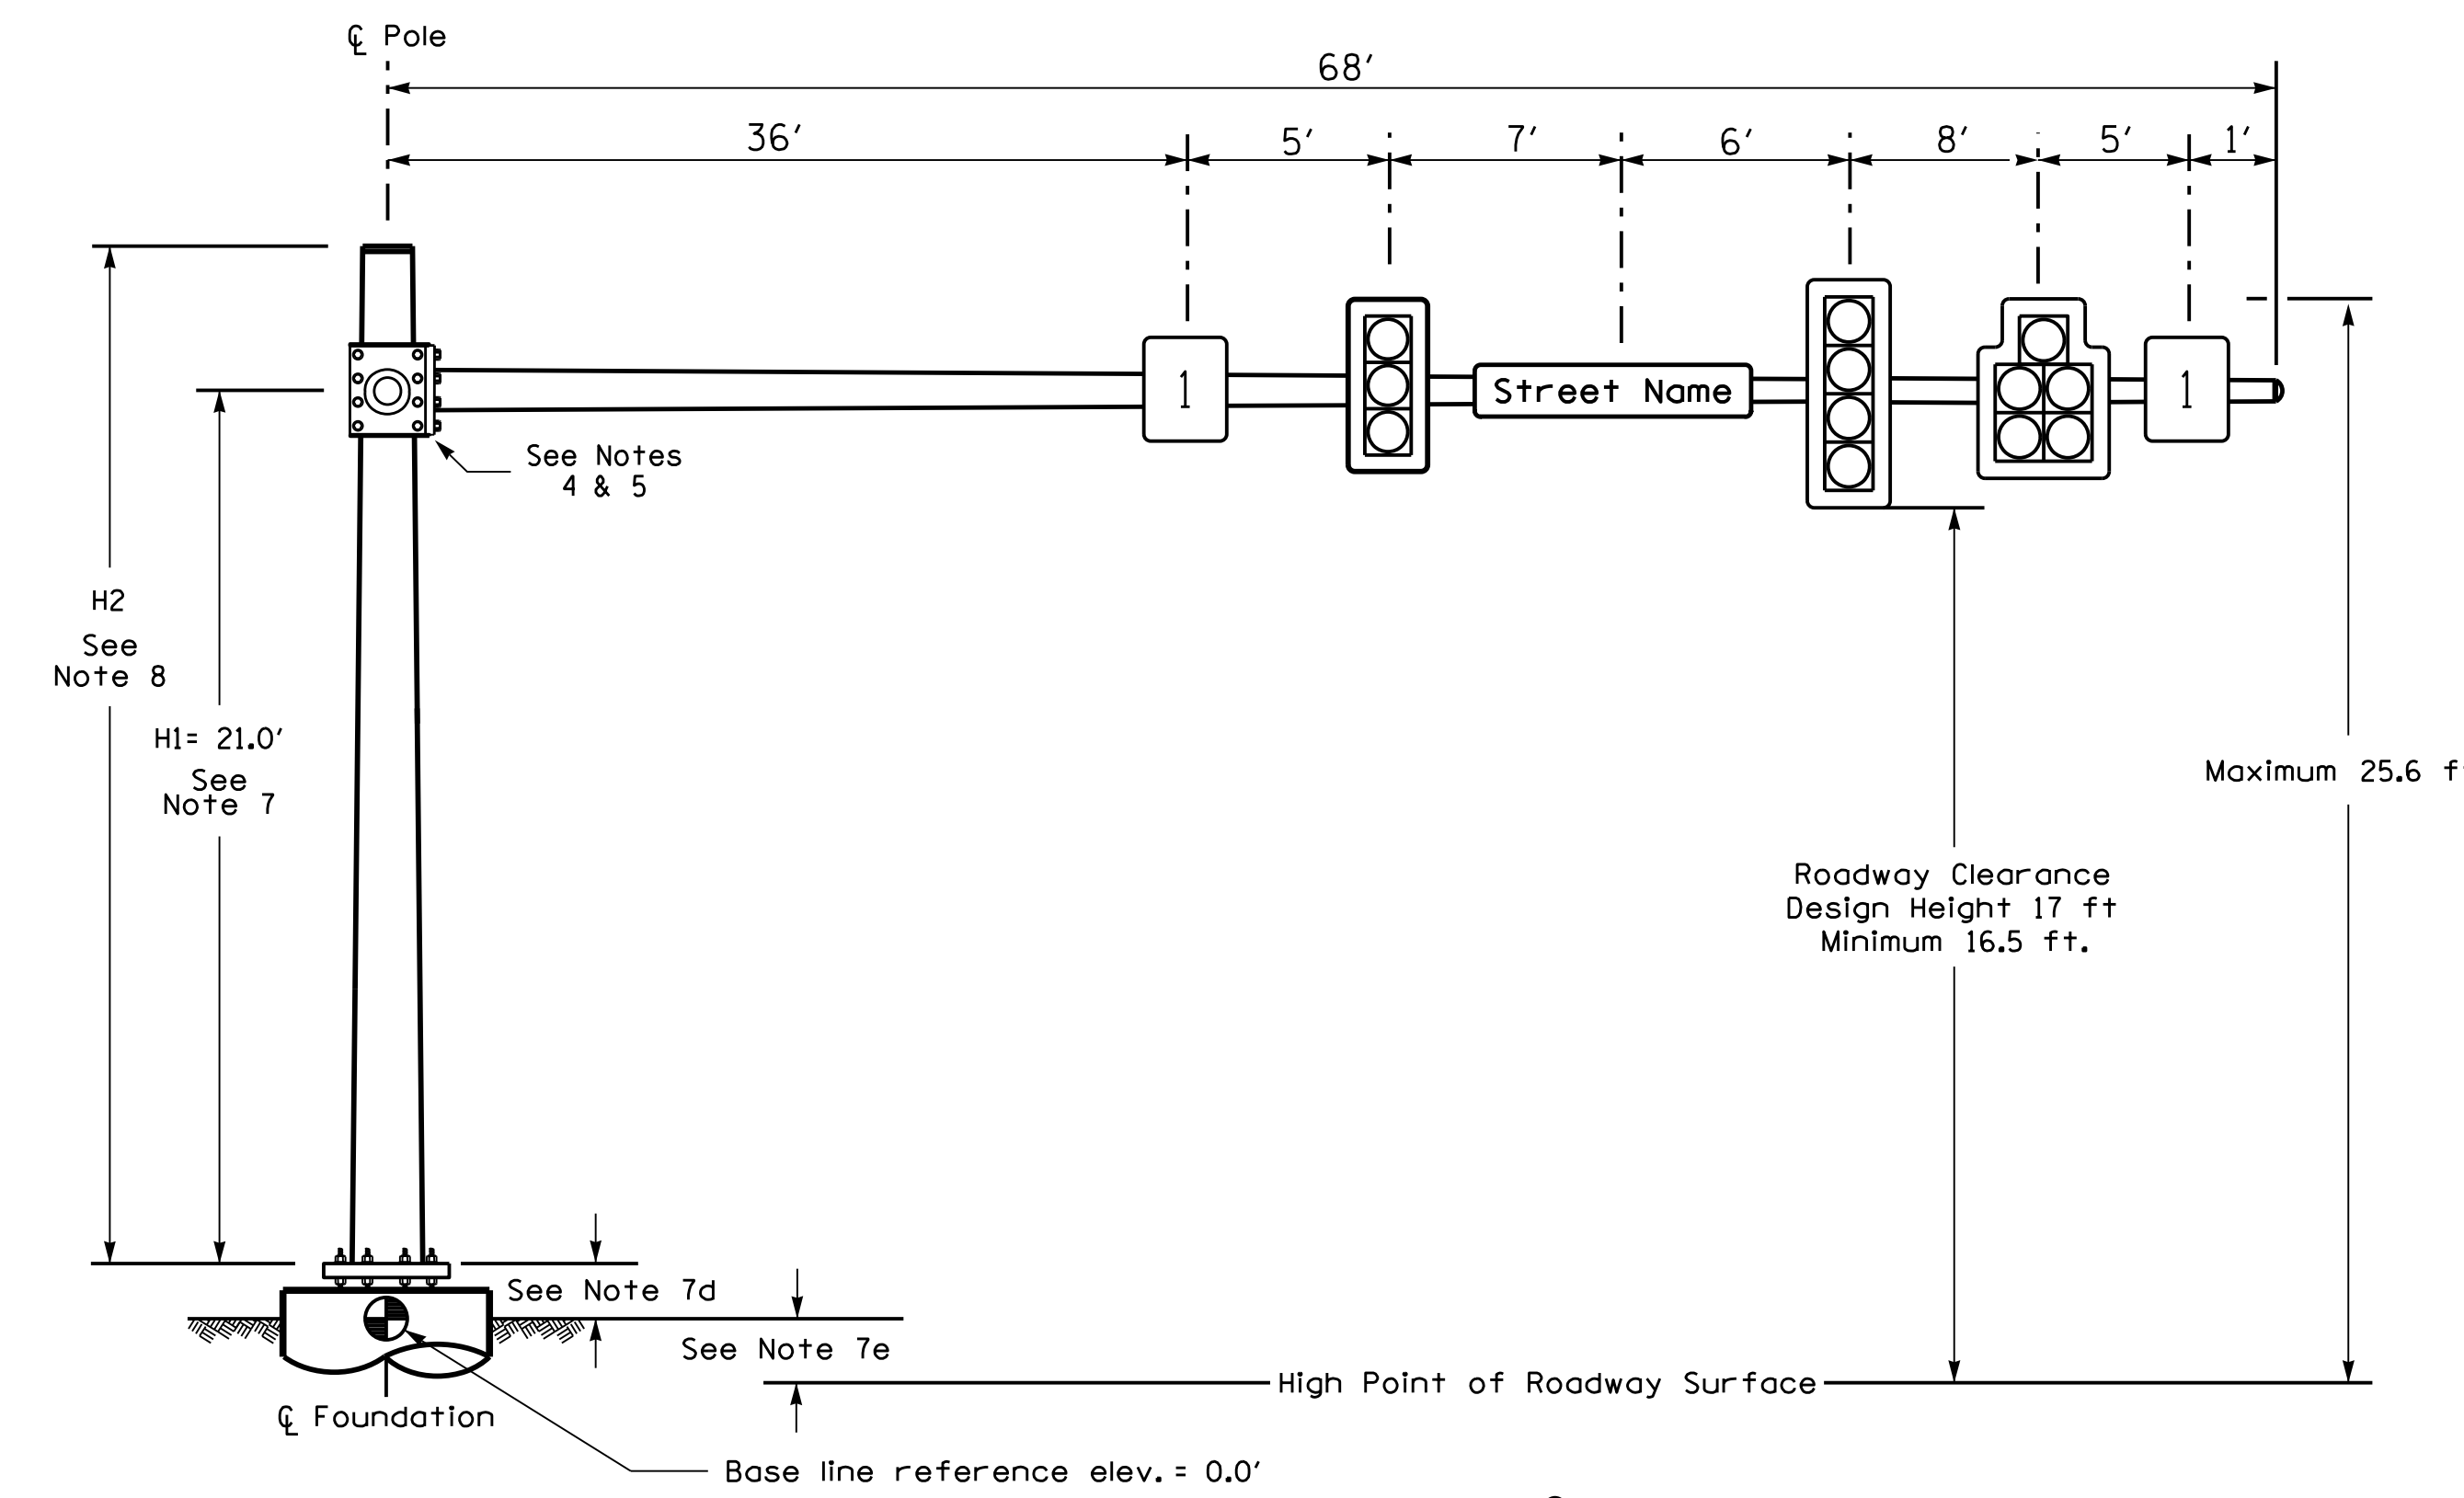 ℄ Pole
68′
36′ 5′ 7′ 6′ 8′ 5′ 1′
1
Street Name
1
See Notes
4 & 5
H2
See
Note 8
H1= 21.0′
See
Note 7
Maximum 25.6 f
Roadway Clearance
Design Height 17 ft
Minimum 16.5 ft.
See Note 7d
See Note 7e
High Point of Roadway Surface
℄ Foundation
Base line reference elev. = 0.0′